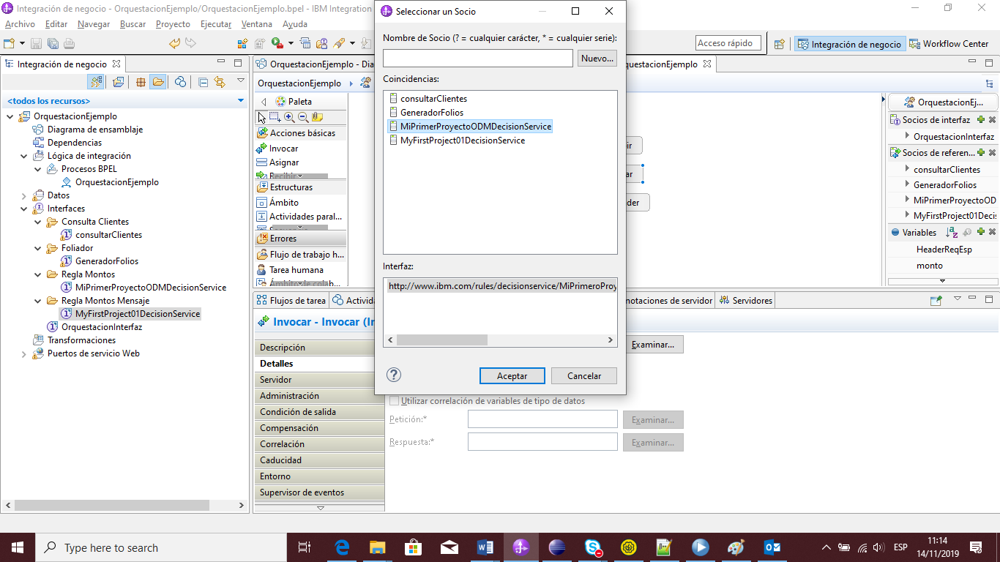 Integración de negocio - OrquestacionEjemplo/OrquestacionEjemplo.bpel - IBM Integration
Archivo Editar Navegar Buscar Proyecto Ejecutar Ventana Ayuda
Acceso rápido
Integración de negocio
Workflow Center
Integración de negocio
<todos los recursos>
OrquestacionEjemplo
Diagrama de ensamblaje
Dependencias
Lógica de integración
Procesos BPEL
OrquestacionEjemplo
Datos
Interfaces
Consulta Clientes
consultarClientes
Foliador
GeneradorFolios
Regla Montos
MiPrimerProyectoODMDecisionService
Regla Montos Mensaje
MyFirstProject01DecisionService
OrquestacionInterfaz
Transformaciones
Puertos de servicio Web
OrquestacionEjemplo - Dia
questacionEjemplo
OrquestacionEjemplo
Paleta
Acciones básicas
Invocar
Asignar
Recibir
Estructuras
Ámbito
Actividades paral...
Errores
Flujo de trabajo h...
Tarea humana
Ámbito de colab...
ir
ar
der
Seleccionar un Socio
Nombre de Socio (? = cualquier carácter, * = cualquier serie):
Nuevo...
Coincidencias:
consultarClientes
GeneradorFolios
MiPrimerProyectoODMDecisionService
MyFirstProject01DecisionService
Interfaz:
http://www.ibm.com/rules/decisionservice/MiPrimeroProy
Aceptar
Cancelar
OrquestacionEj...
Socios de interfaz
OrquestacionInterfaz
Socios de referen...
consultarClientes
GeneradorFolios
MiPrimerProyectoOD
MyFirstProject01Decis
Variables
HeaderReqEsp
monto
Flujos de tarea
Activida
notaciones de servidor
Servidores
Invocar - Invocar (In
Descripción
Detalles
Servidor
Administración
Condición de salida
Compensación
Correlación
Caducidad
Entorno
Supervisor de eventos
Examinar...
Utilizar correlación de variables de tipo de datos
Petición:*
Examinar...
Respuesta:*
Examinar...
Type here to search
ESP
11:14
14/11/2019